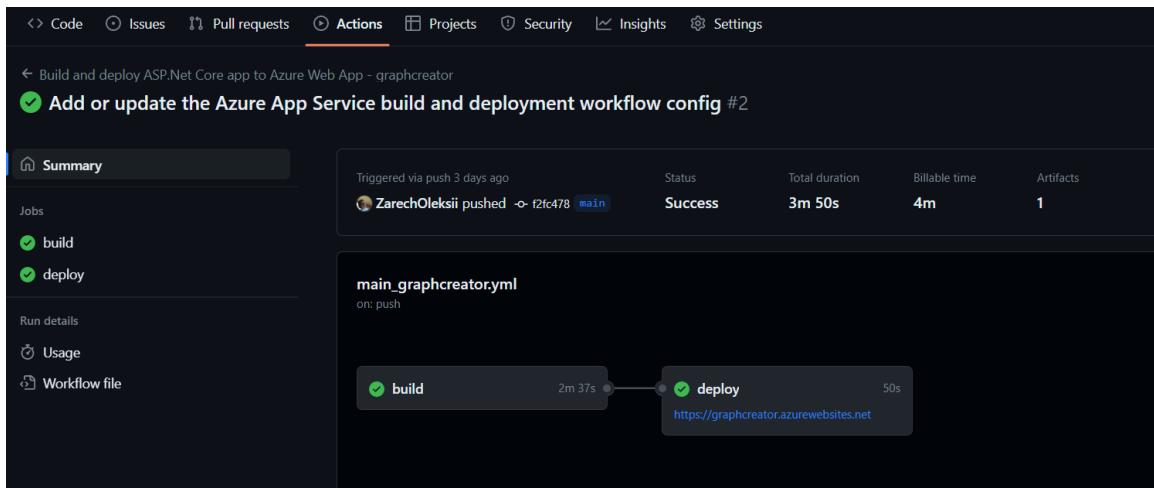 Code Issues Pull requests Actions Projects Security Insights Settings
Build and deploy ASP.Net Core app to Azure Web App - graphcreator
Add or update the Azure App Service build and deployment workflow config #2
Summary
Jobs
build
deploy
Run details
Usage
Workflow file
Triggered via push 3 days ago Status Total duration Billable time Artifacts
ZarechOleksii pushed f2fc478 main Success 3m 50s 4m 1
main_graphcreator.yml
on: push
build 2m 37s deploy 50s
https://graphcreator.azurewebsites.net